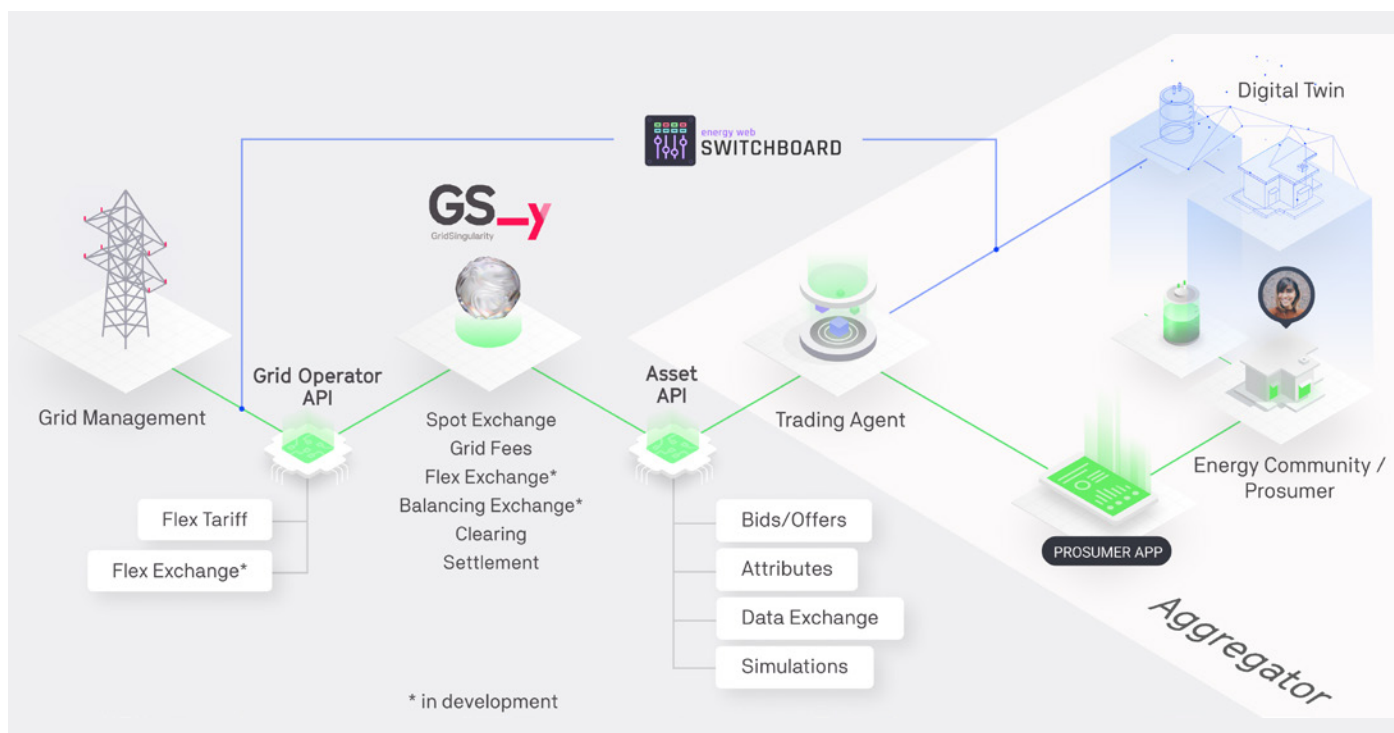 Digital Twin
energy web
SWITCHBOARD
GS_y
GridSingularity
Grid Operator
API
Asset
API
Grid Management
Spot Exchange
Grid Fees
Flex Exchange*
Balancing Exchange*
Clearing
Settlement
Trading Agent
Energy Community /
Prosumer
Flex Tariff
Flex Exchange*
Bids/Offers
Attributes
Data Exchange
Simulations
PROSUMER APP
Aggregator
* in development